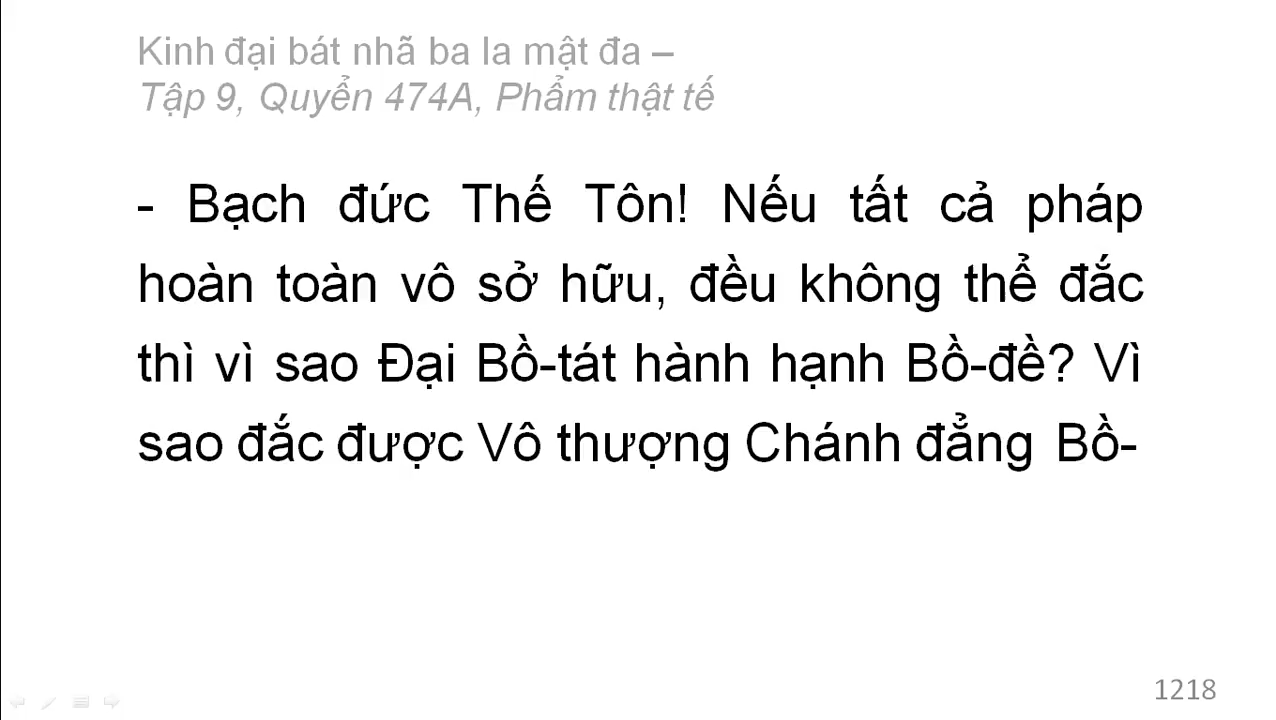 Kinh đại bát nhã ba la mật đa –
Tập 9, Quyển 474A, Phẩm thật tế
- Bạch đức Thế Tôn! Nếu tất cả pháp
hoàn toàn vô sở hữu, đều không thể đắc
thì vì sao Đại Bồ-tát hành hạnh Bồ-đề? Vì
sao đắc được Vô thượng Chánh đẳng Bồ-
1218